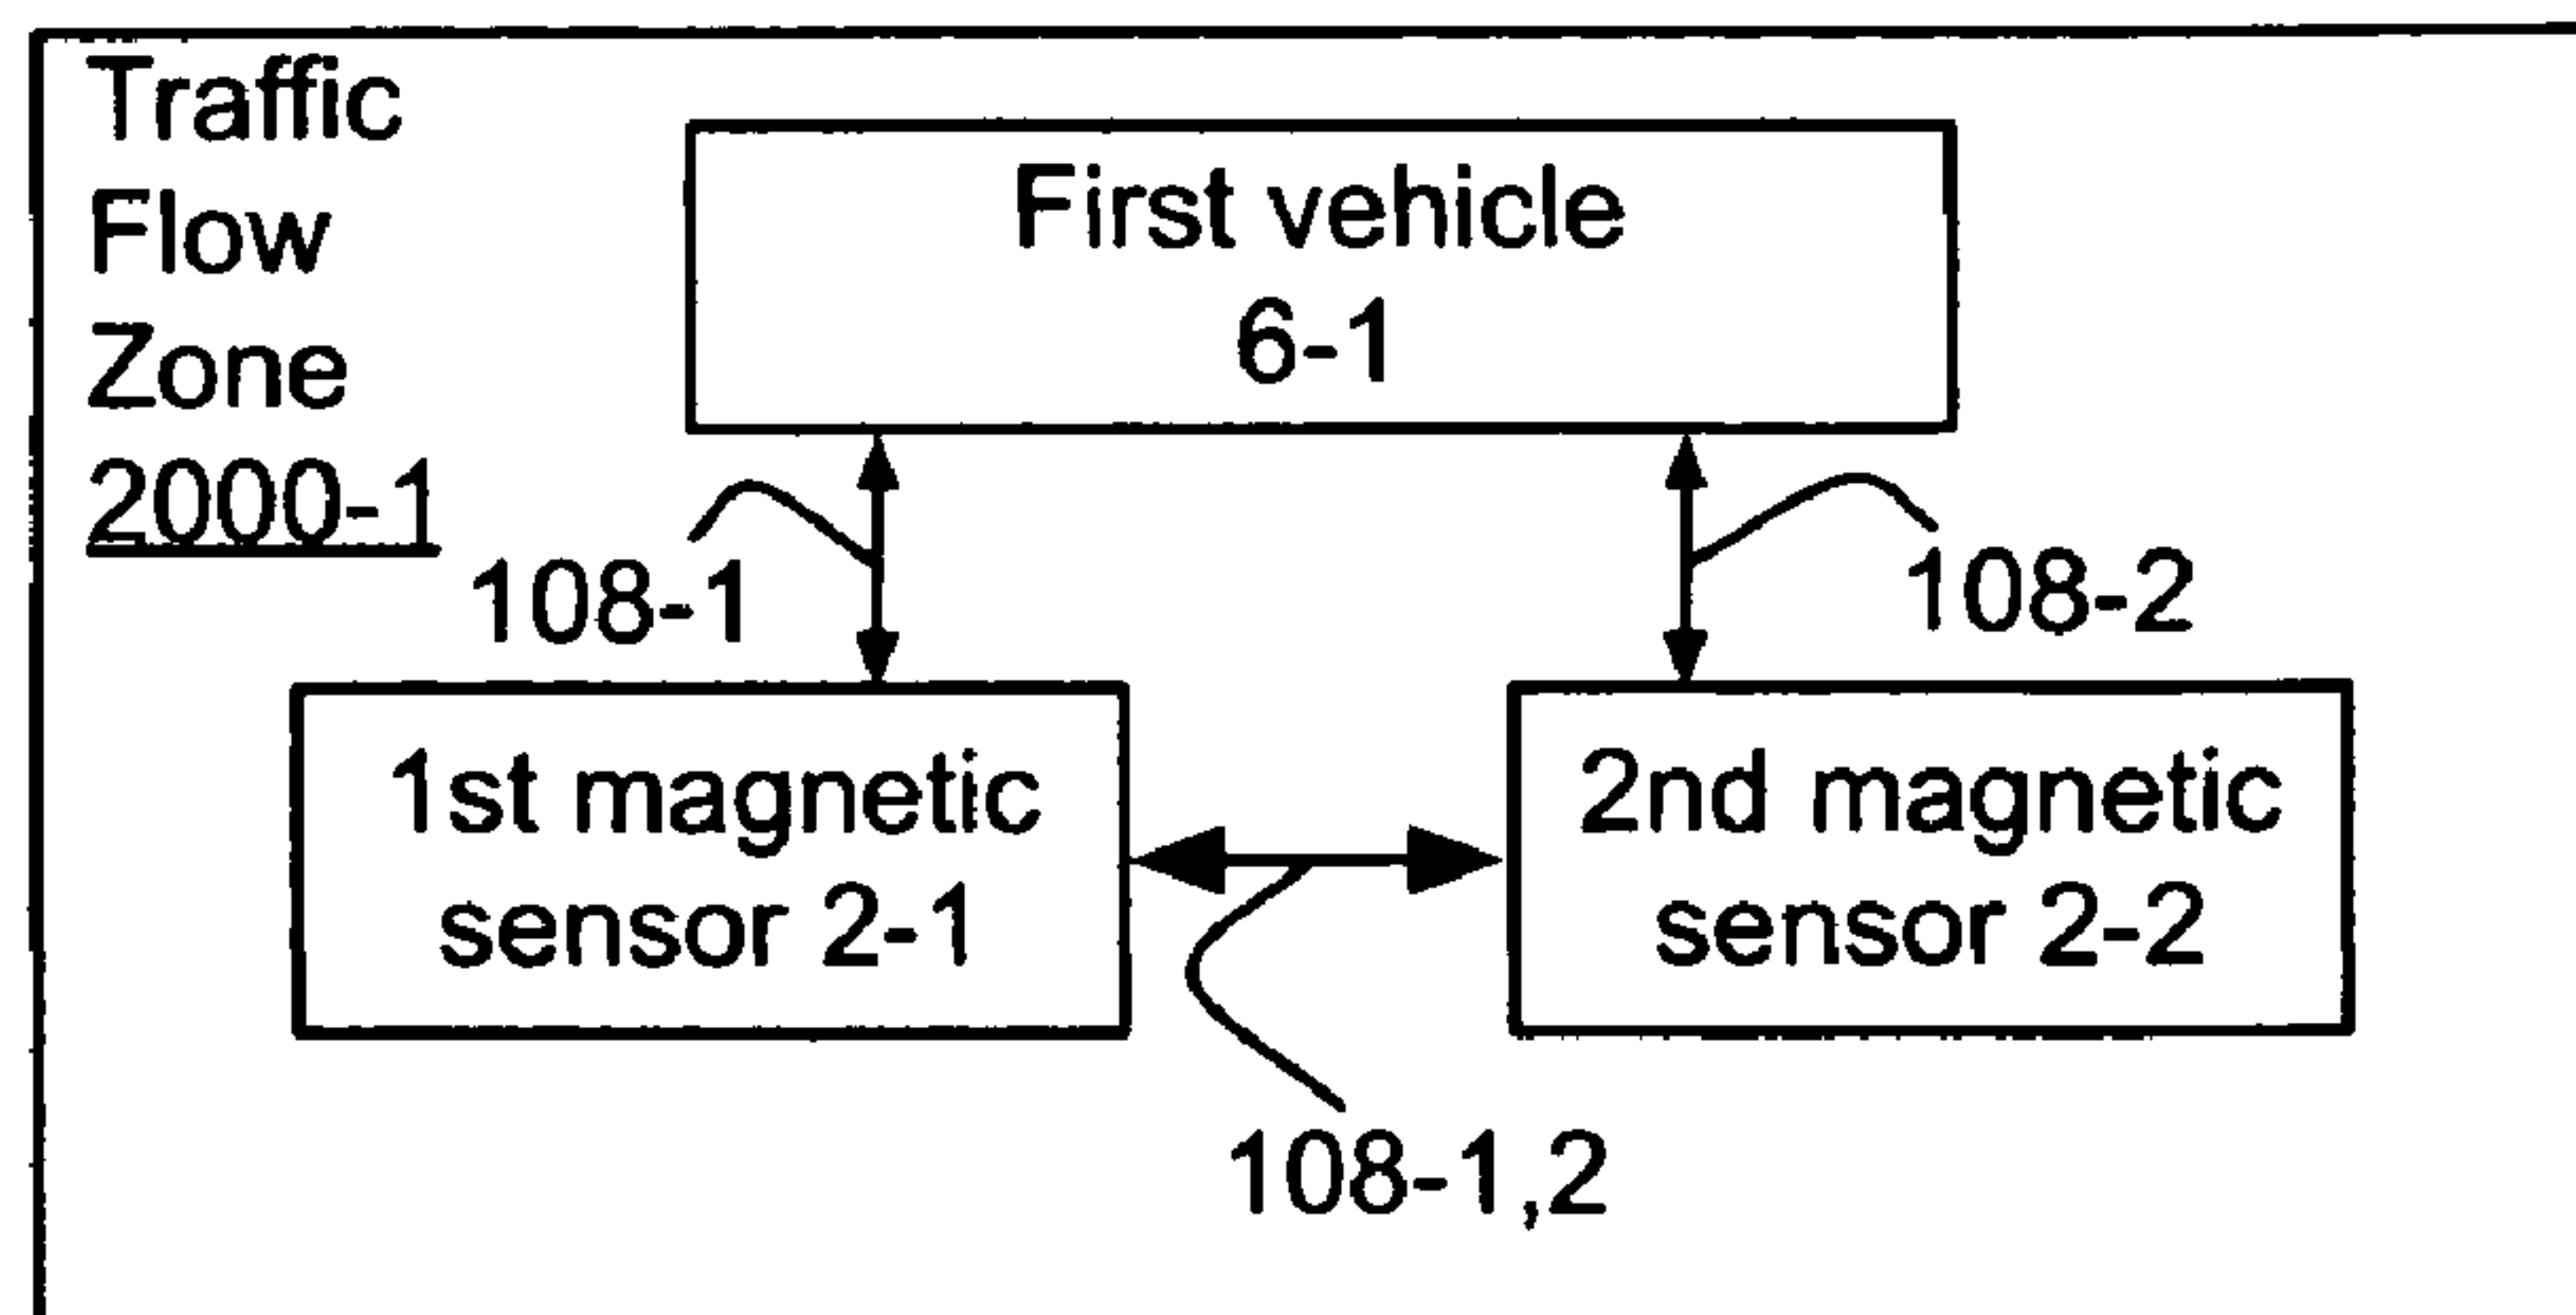 Traffic
Flow
Zone
2000-1
First vehicle
6-1
108-1
108-2
1st magnetic
sensor 2-1
2nd magnetic
sensor 2-2
108-1,2